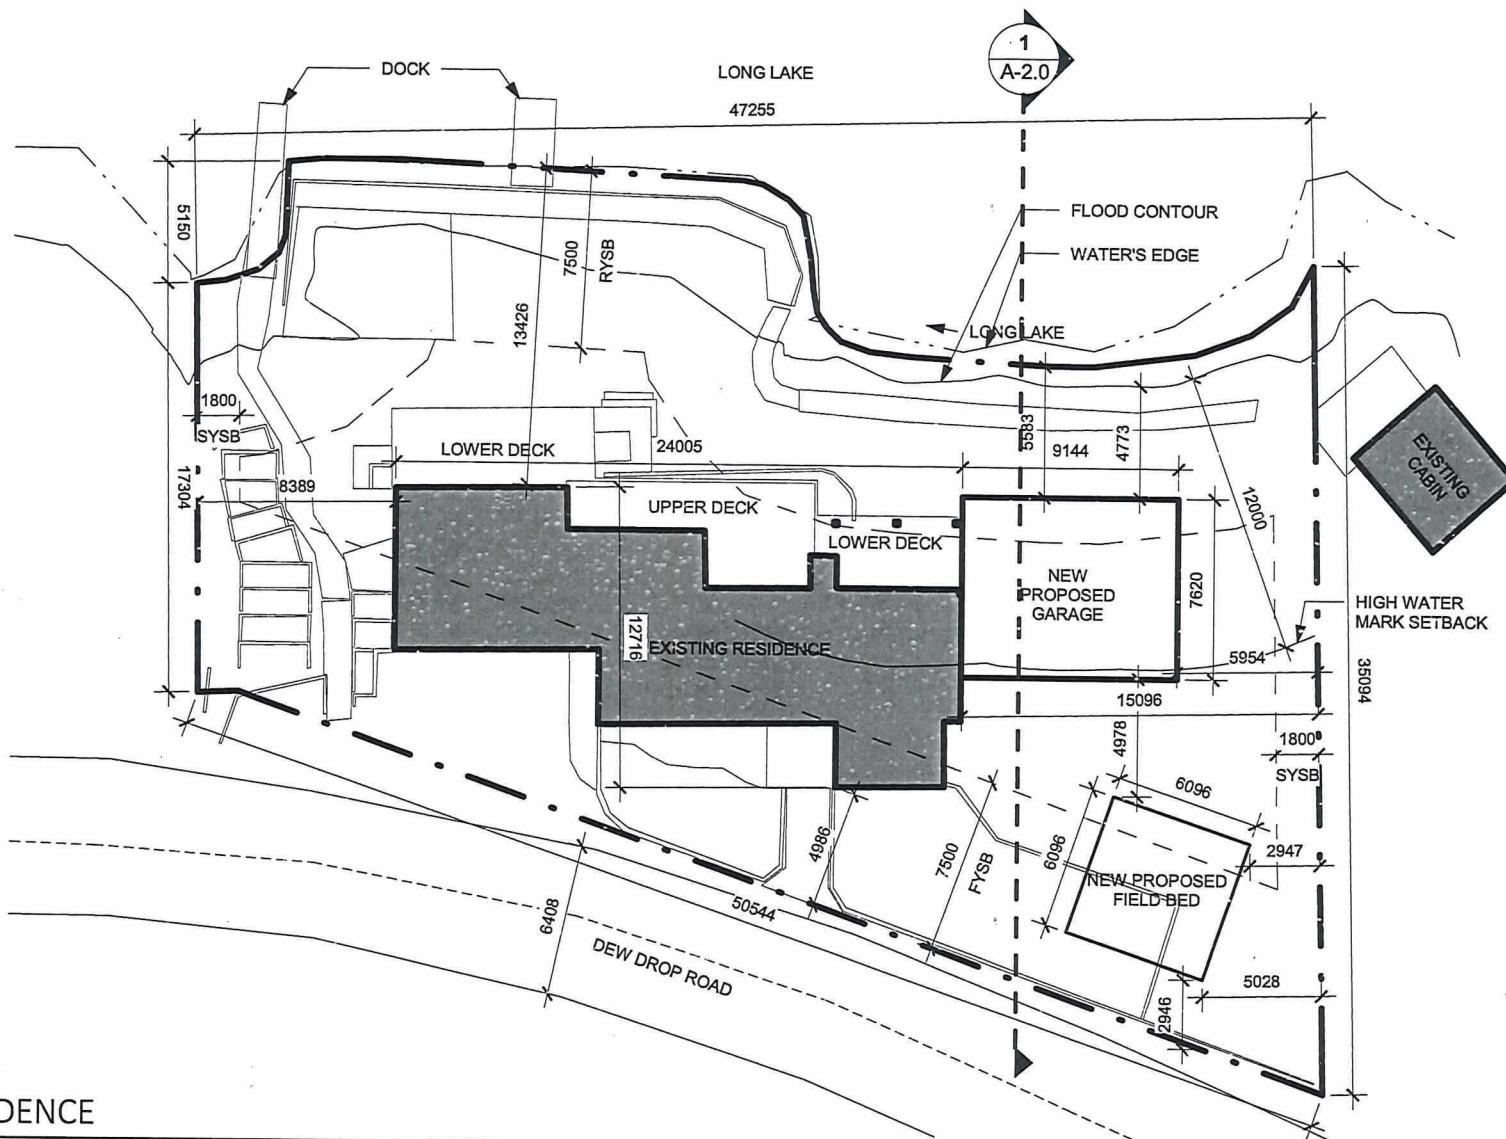 1
A-2.0
DOCK
LONG LAKE
47255
5150
7500
RYSB
13426
FLOOD CONTOUR
WATER'S EDGE
LONG LAKE
1800
SYSB
17304
8389
LOWER DECK
24005
5583
9144
4773
12000
EXISTING
CABIN
UPPER DECK
LOWER DECK
NEW
PROPOSED
GARAGE
7620
HIGH WATER
MARK SETBACK
12716
EXISTING RESIDENCE
5954
35094
15096
4978
1800
SYSB
6096
6096
2947
4986
7500
FYSB
NEW PROPOSED
FIELD BED
50544
6408
DEW DROP ROAD
5028
2946
DENCE